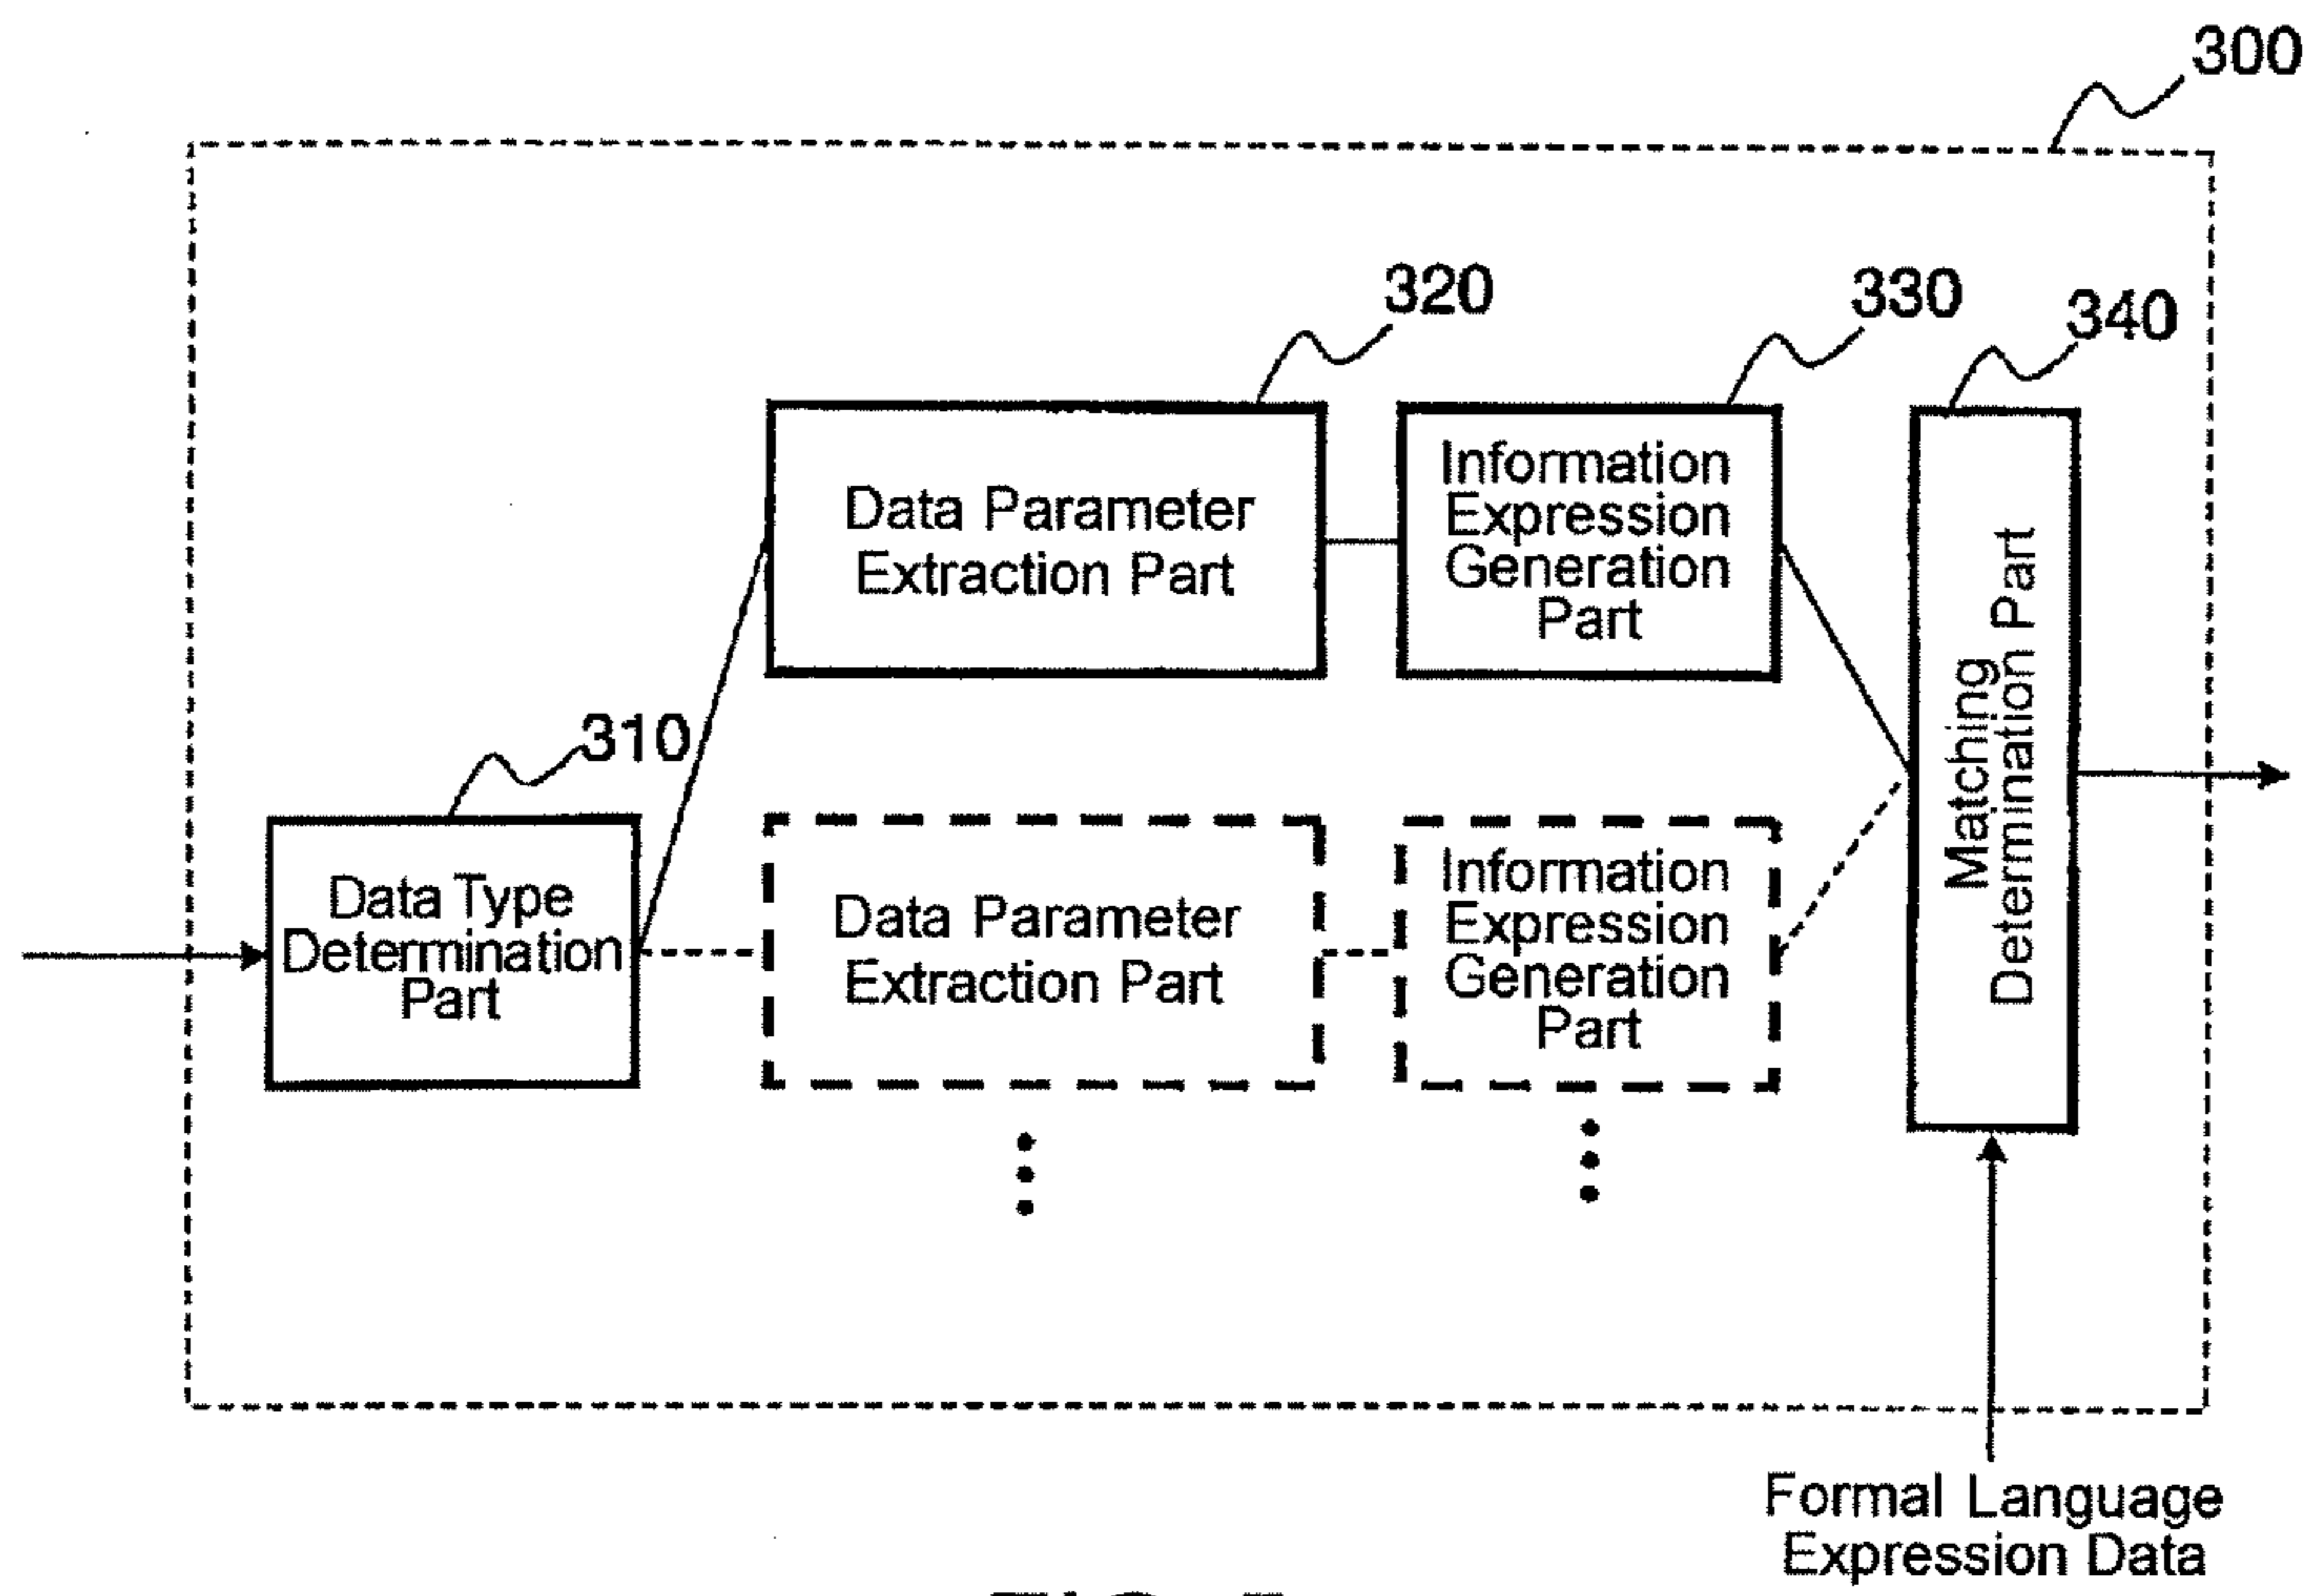 300
320
330
340
Data Parameter
Extraction Part
Information
Expression
Generation
Part
Matching
Determination Part
310
Data Type
Determination
Part
Data Parameter
Extraction Part
Information
Expression
Generation
Part
Formal Language
Expression Data